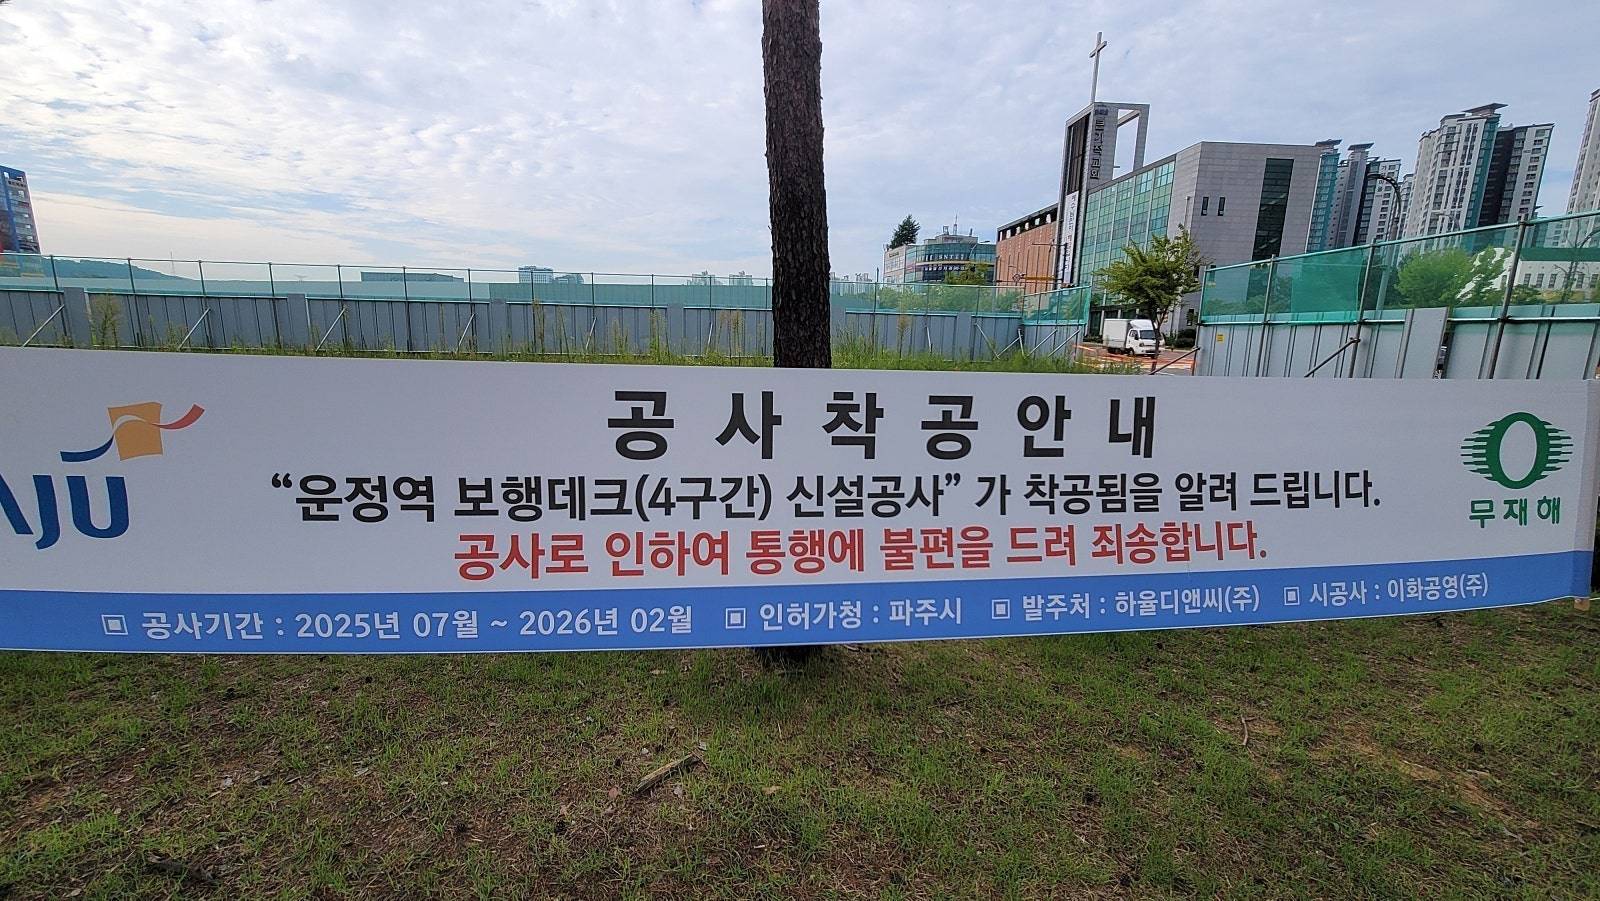 공사착공안내
“운정역 보행데크(4구간) 신설공사” 가 착공됨을 알려 드립니다.
공사로 인하여 통행에 불편을 드려 죄송합니다.
▣ 공사기간 : 2025년 07월 ~ 2026년 02월 ▣ 인허가청 : 파주시 ▣ 발주처 : 하율디앤씨(주) ▣ 시공사 : 이화공영(주)
AJU
무재해